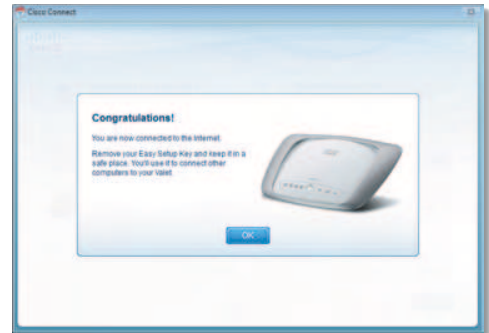 Cisco Connect
Congratulations!
You are now connected to the Internet.
Remove your Easy Setup Key and keep it in a
safe place. You'll use it to connect other
computers to your Valet
OK